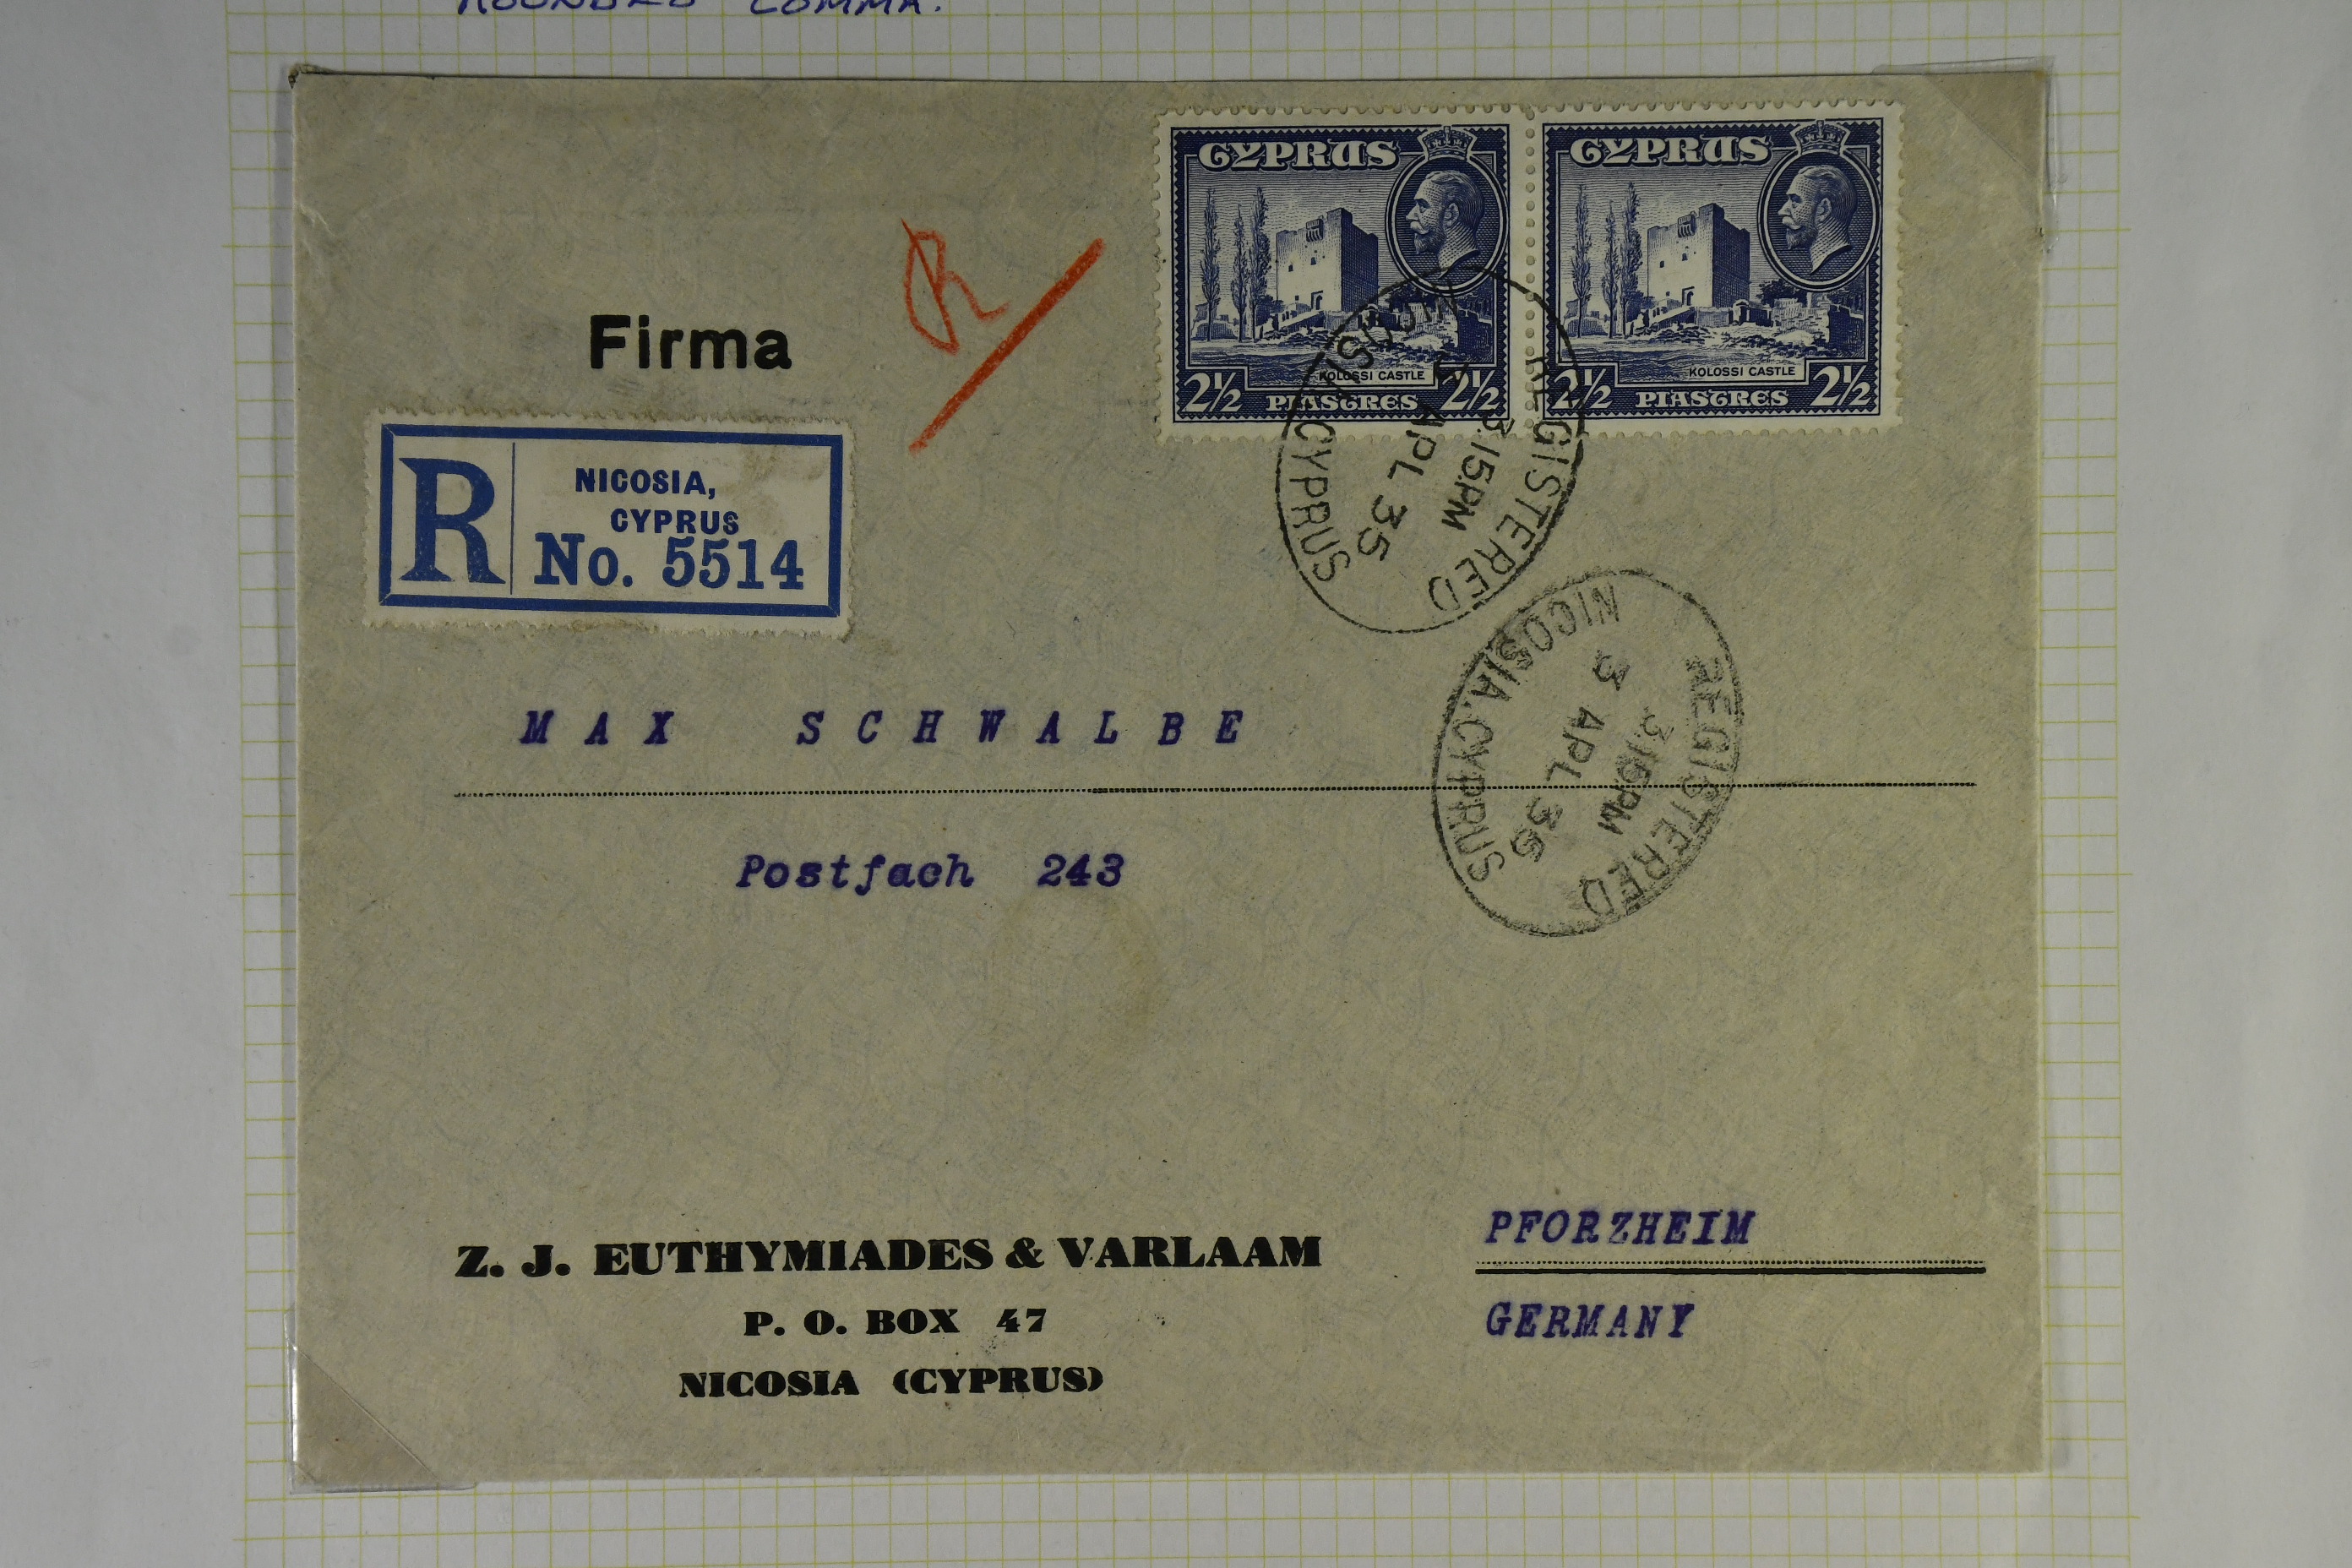 ROUNDED COMMA.
CYPRUS
KOLOSSI CASTLE
2½ PIASTRES 2½
CYPRUS
KOLOSSI CASTLE
2½ PIASTRES 2½
R
Firma
R
NICOSIA,
CYPRUS
No. 5514
REGISTERED
3.15PM
APL 35
CYPRUS
REGISTERED
3.15PM
3 APL 35
NICOSIA.CYPRUS
MAX SCHWALBE
Postfach 243
Z. J. EUTHYMIADES & VARLAAM
P. O. BOX 47
NICOSIA (CYPRUS)
PFORZHEIM
GERMANY